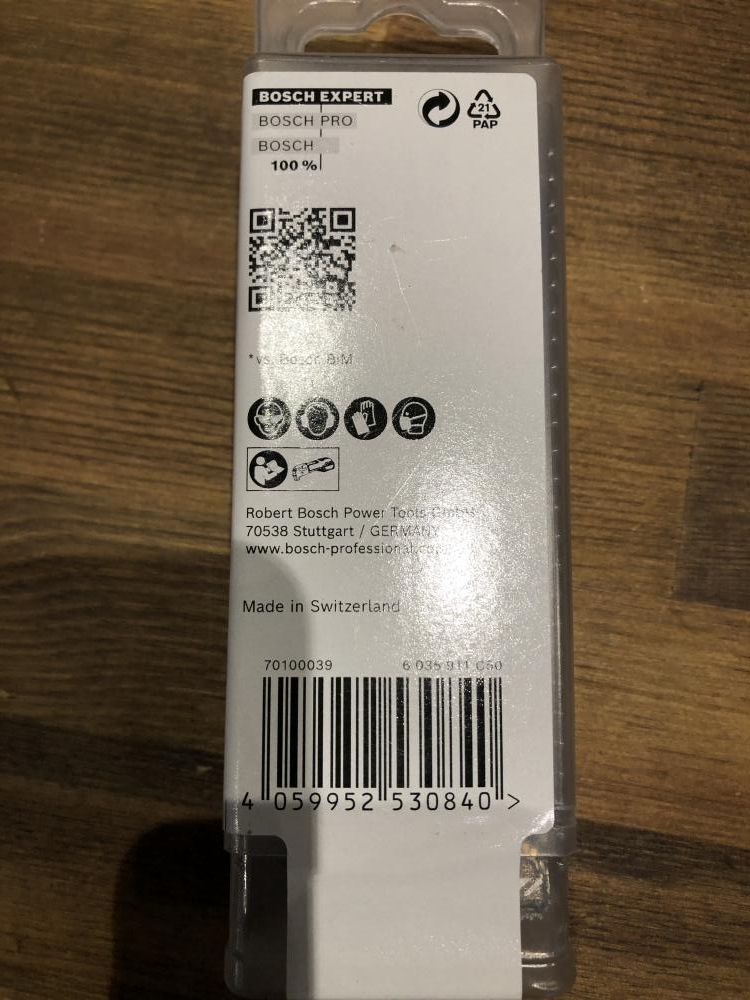 BOSCH EXPERT
BOSCH PRO
BOSCH
100 %
21
PAP
*vs. Bosch BiM
Robert Bosch Power Tools GmbH
70538 Stuttgart / GERMANY
www.bosch-professional.co
Made in Switzerland
70100039 6 035 911 C50
4 059952 530840 >